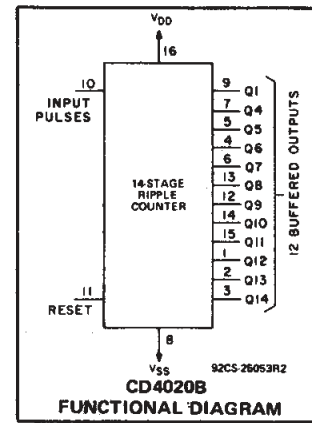 VDD
16
10
INPUT
PULSES
9 Q1
7 Q4
5 Q5
4 Q6
6 Q7
13 Q8
12 Q9
14 Q10
15 Q11
1 Q12
2 Q13
3 Q14
12 BUFFERED OUTPUTS
14-STAGE
RIPPLE
COUNTER
11
RESET
8
VSS
92CS-26053R2
CD4020B
FUNCTIONAL DIAGRAM